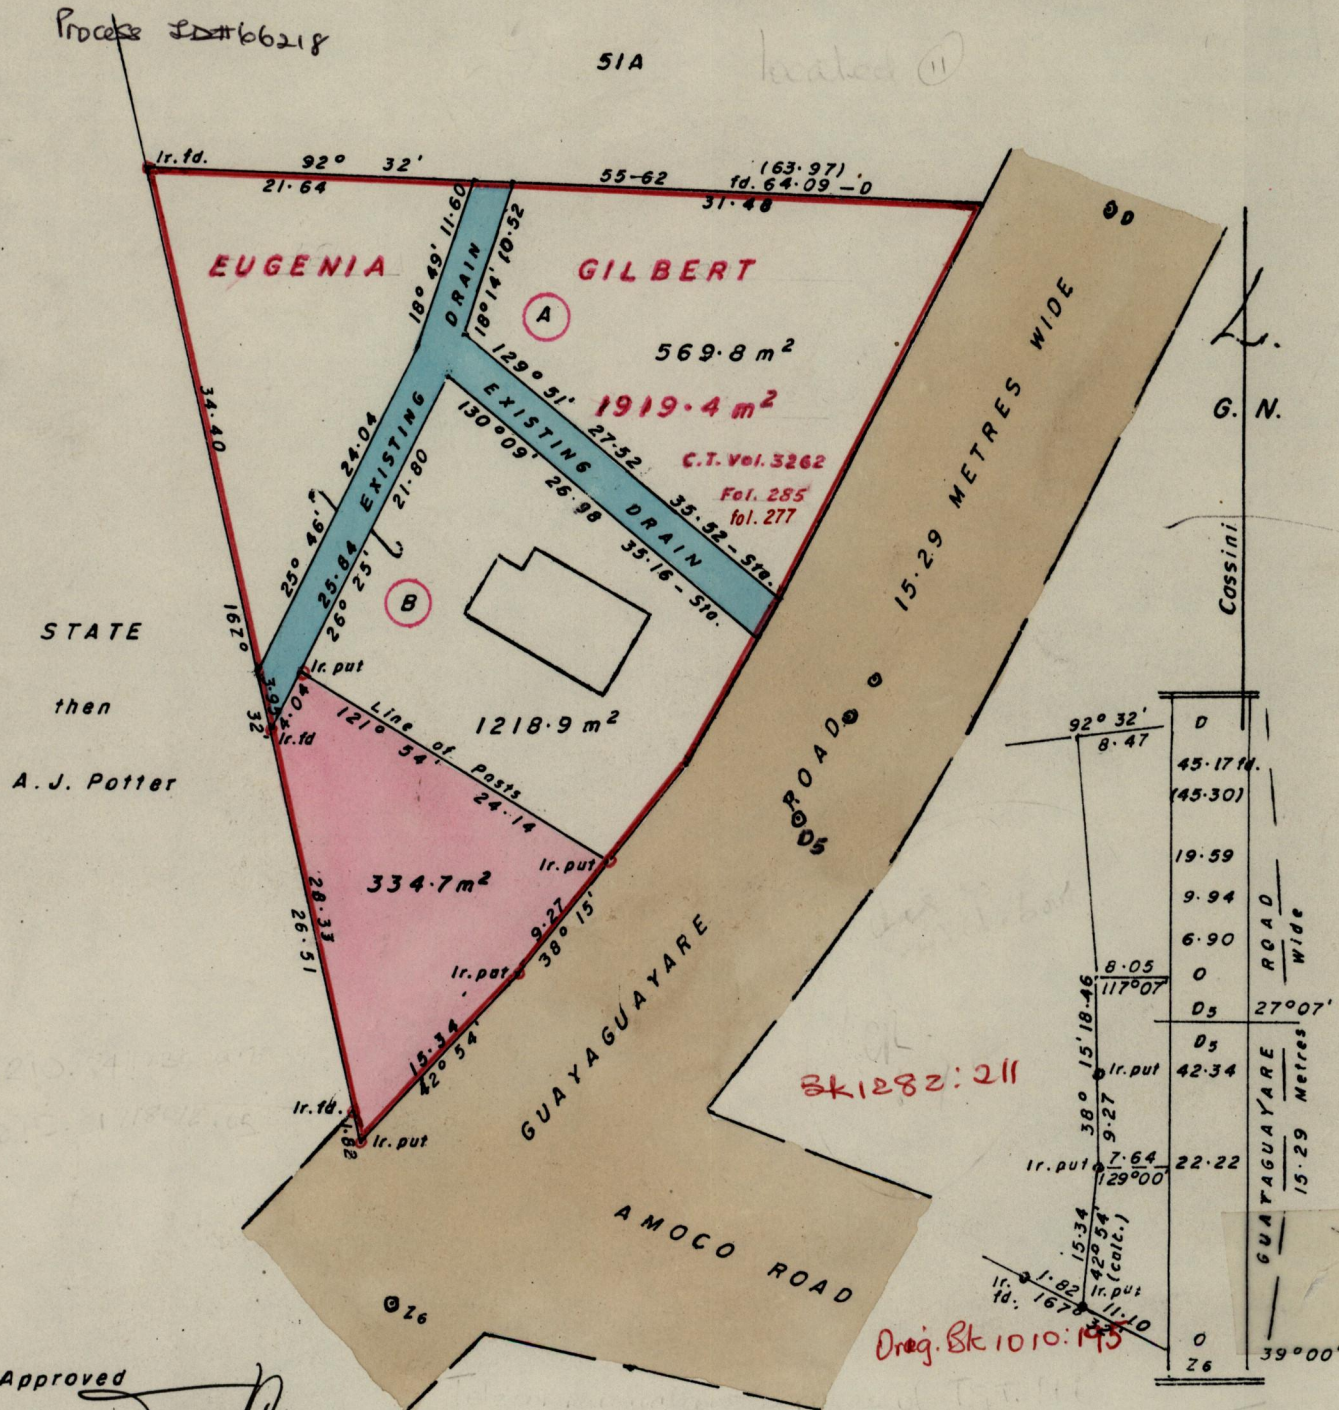 Process ID#66218
51A
located 11
Ir. fd.
92° 32'
21.64
55-62
(63.97)
fd. 64.09 - D
31.48
D
EUGENIA
GILBERT
18° 49' 11.60
DRAIN
18° 14' 10.52
A
569.8 m²
1919.4 m²
C.T. Vol. 3262
Fol. 285
fol. 277
129° 51'
27.52
35.52 - Sta.
EXISTING DRAIN
130° 09'
26.98
35.16 - Sta.
34.40
24.04
25° 46'
EXISTING
21.80
25.84
26° 25'
B
167°
32'
STATE
then
A.J. Potter
3.95
4.04
Ir. put
Ir. fd
Line of Posts
121° 54'
24.14
1218.9 m²
Ir. put
334.7 m²
28.33
26.51
9.27
38° 15'
Ir. put
15.34
42° 54'
Ir. fd.
1.82
Ir. put
15.29 METRES WIDE
ROAD
D5
GUAYAGUAYARE
AMOCO ROAD
Z6
L.
G. N.
Cassini
92° 32'
8.47
D
45.17 fd.
(45.30)
19.59
9.94
6.90
8.05
117° 07'
O
D5
27° 07'
D5
38° 15' 18.46
Ir. put
42.34
9.27
Ir. put
7.64
129° 00'
22.22
15.34
42° 54'
(calt.)
Ir. put
Ir. fd.
1.82
167°
11.10
O
Z6
39° 00'
ROAD
Wide
GUAYAGUAYARE
15.29 Metres
Bk1282: 211
Orig. Bk 1010: 195
Approved